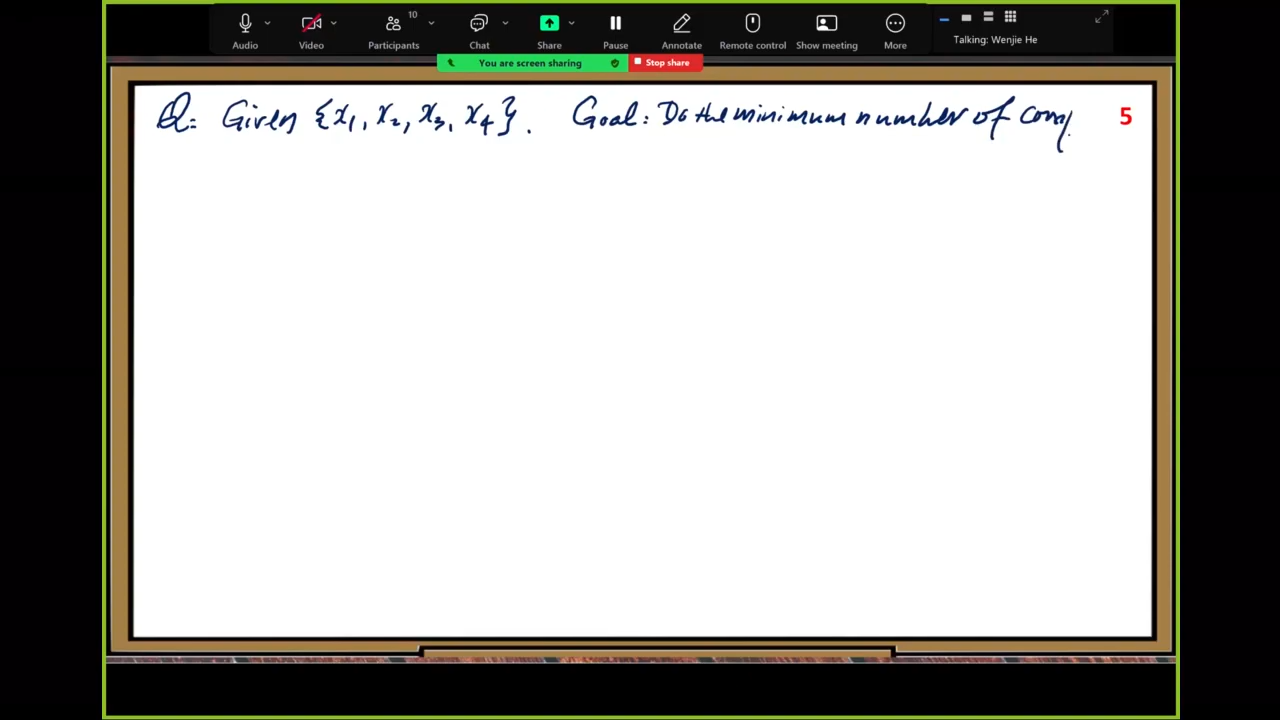 10
Audio Video Participants Chat Share Pause Annotate Remote control Show meeting More Talking: Wenjie He
You are screen sharing Stop share
Q: Given {x1, x2, x3, x4}. Goal: Do the minimum number of comp 5